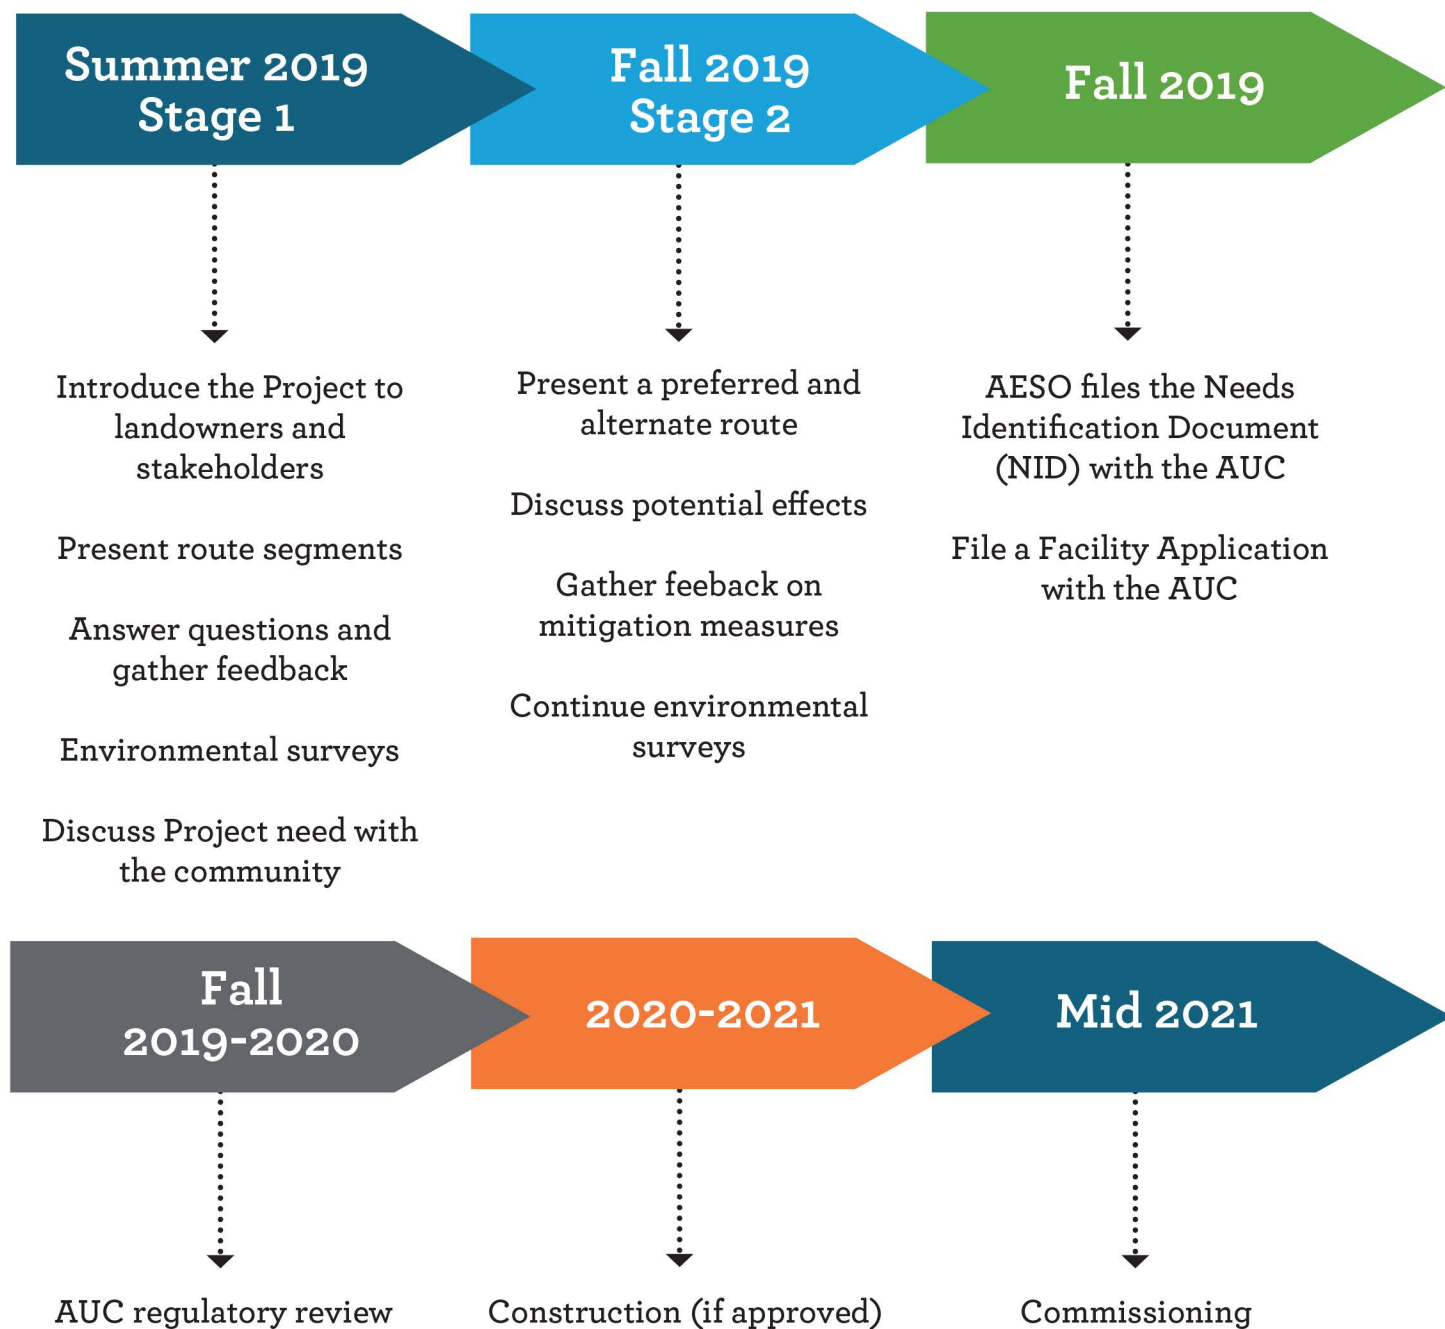 Summer 2019
Stage 1
Introduce the Project to
landowners and
stakeholders
Present route segments
Answer questions and
gather feedback
Environmental surveys
Discuss Project need with
the community
Fall 2019
Stage 2
Present a preferred and
alternate route
Discuss potential effects
Gather feeback on
mitigation measures
Continue environmental
surveys
Fall 2019
AESO files the Needs
Identification Document
(NID) with the AUC
File a Facility Application
with the AUC
Fall
2019-2020
AUC regulatory review
2020-2021
Construction (if approved)
Mid 2021
Commissioning